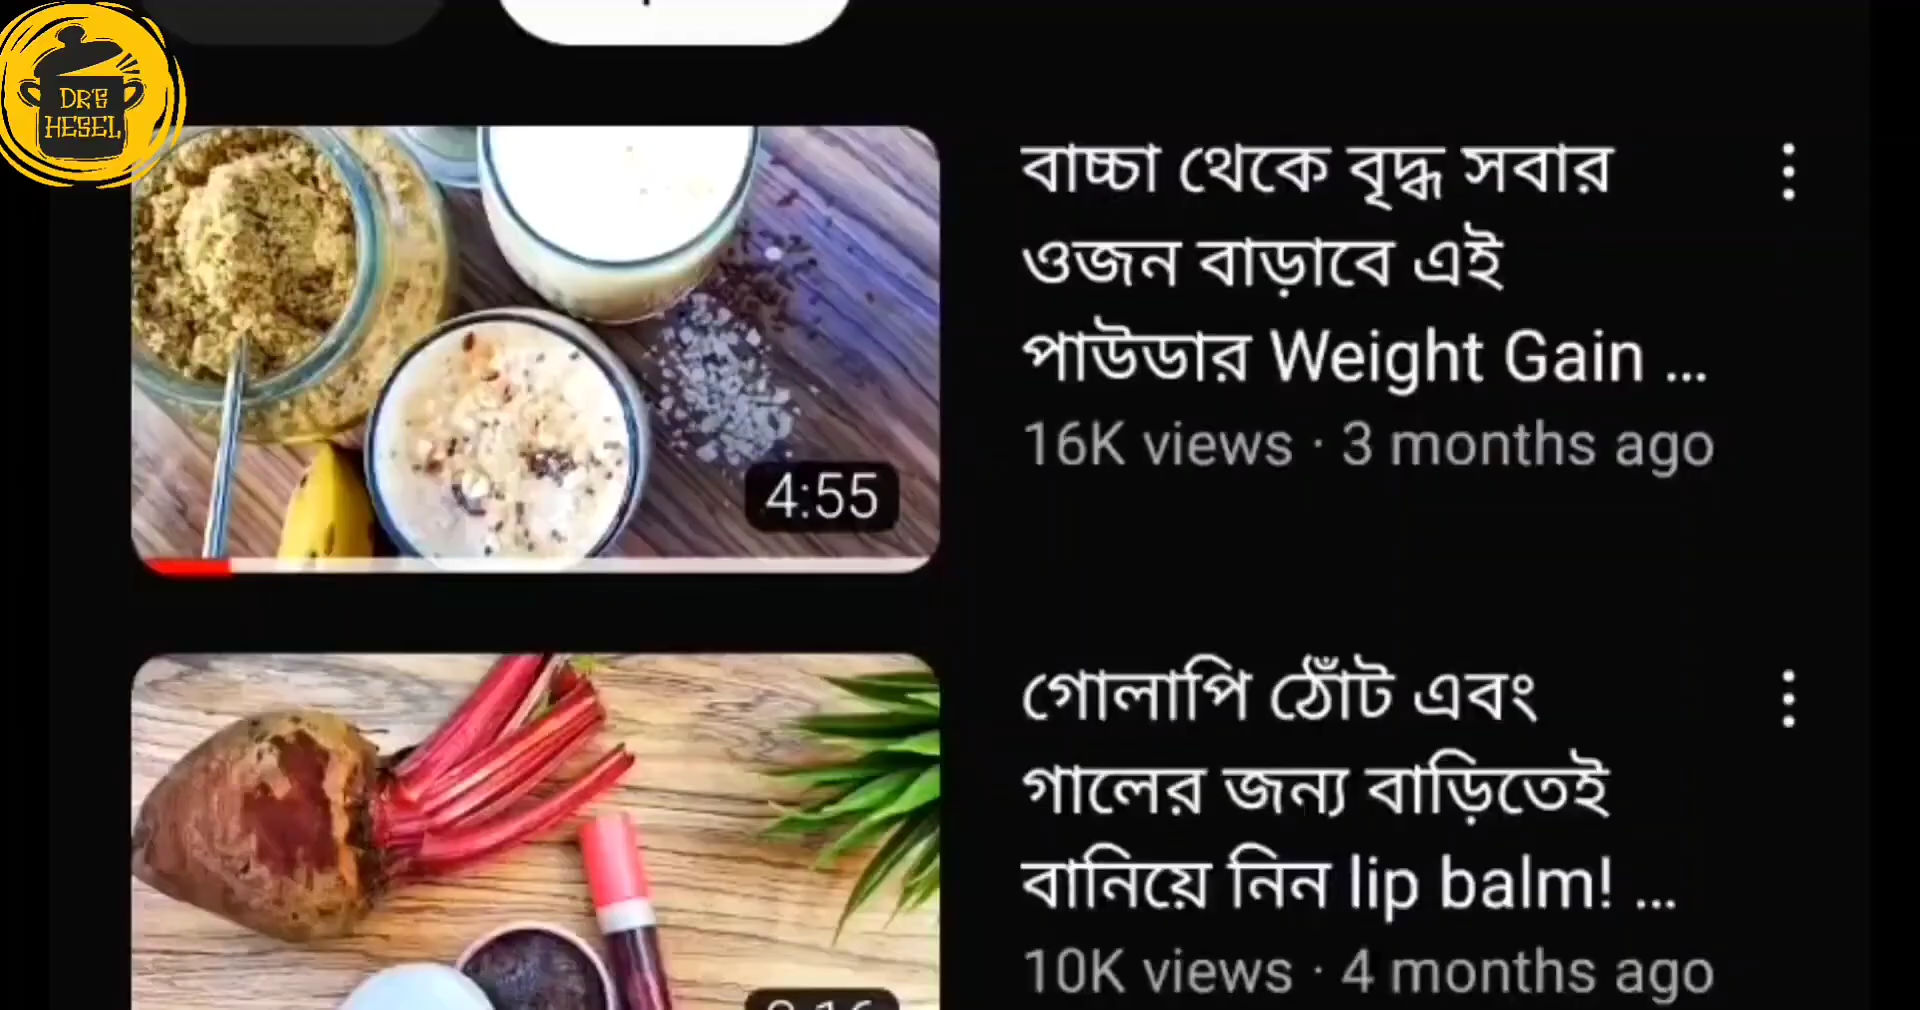 DR'S
HESEL
বাচ্চা থেকে বৃদ্ধ সবার
ওজন বাড়াবে এই
পাউডার Weight Gain ...
16K views · 3 months ago
4:55
গোলাপি ঠোঁট এবং
গালের জন্য বাড়িতেই
বানিয়ে নিন lip balm! ...
10K views · 4 months ago